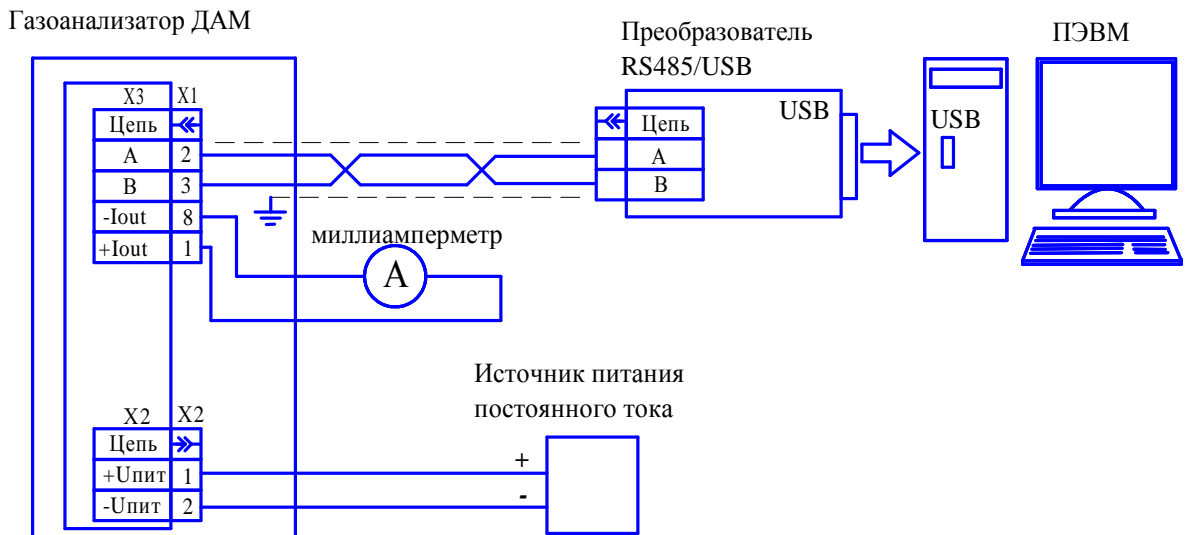 Газоанализатор ДАМ
Преобразователь
RS485/USB
ПЭВМ
X3 X1
Цепь
A 2
B 3
-Iout 8
+Iout 1
миллиамперметр
A
Цепь
A
B
USB
USB
Источник питания
постоянного тока
X2 X2
Цепь
+Uпит 1
-Uпит 2
+
-